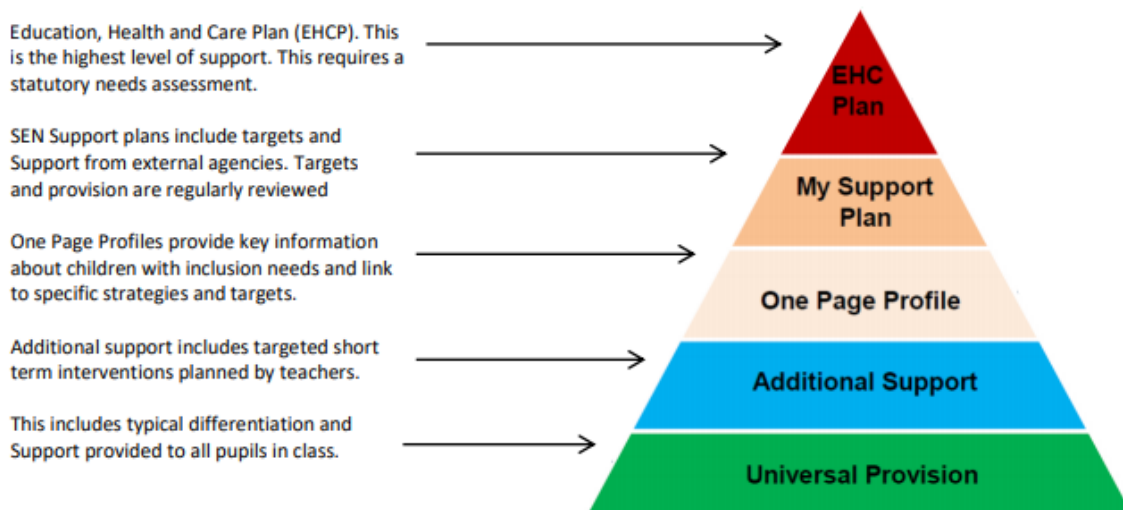 Education, Health and Care Plan (EHCP). This
is the highest level of support. This requires a
statutory needs assessment.
EHC
Plan
SEN Support plans include targets and
Support from external agencies. Targets
and provision are regularly reviewed
My Support
Plan
One Page Profiles provide key information
about children with inclusion needs and link
to specific strategies and targets.
One Page Profile
Additional support includes targeted short
term interventions planned by teachers.
Additional Support
This includes typical differentiation and
Support provided to all pupils in class.
Universal Provision